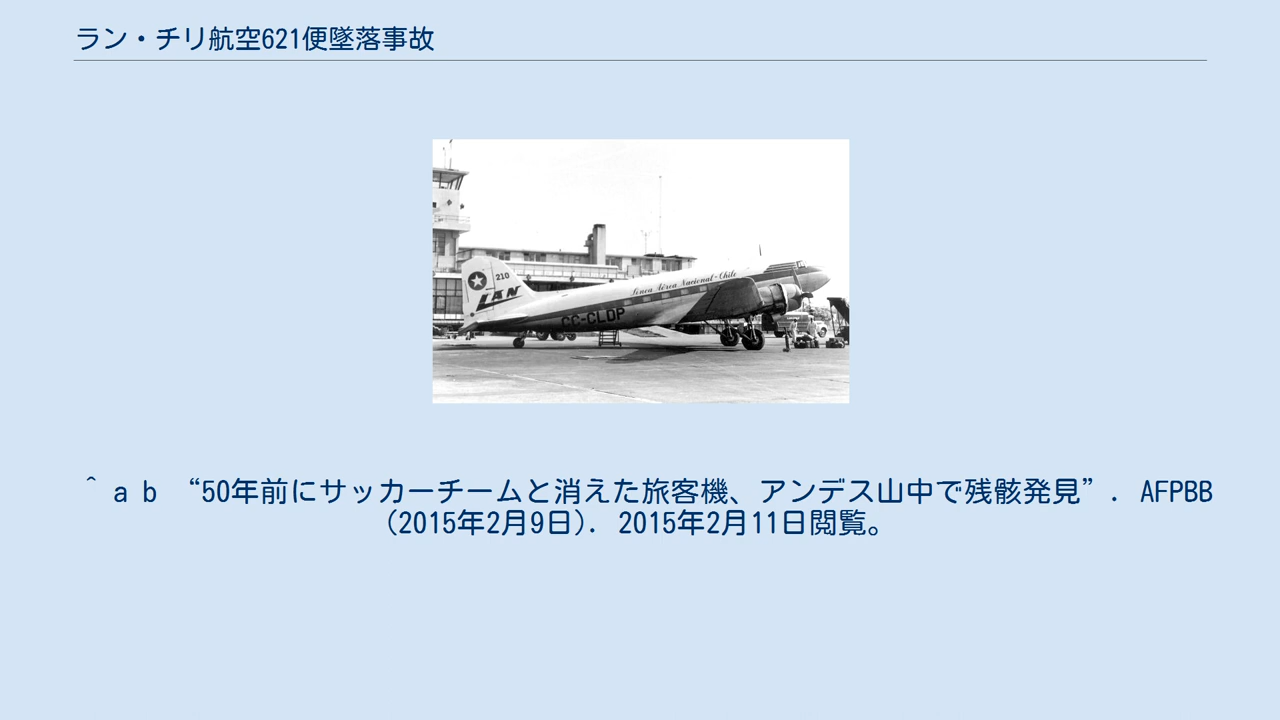 ラン・チリ航空621便墜落事故
210
LAN
Línea Aérea Nacional-Chile
CC-CLDP
^ a b “50年前にサッカーチームと消えた旅客機、アンデス山中で残骸発見”. AFPBB
(2015年2月9日). 2015年2月11日閲覧。